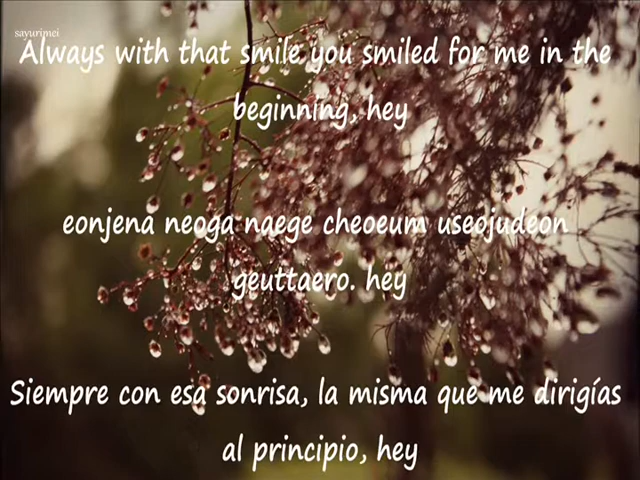 sayurimei
Always with that smile you smiled for me in the
beginning, hey
eonjena neoga naege cheoeum useojudeon
geuttaero. hey
Siempre con esa sonrisa, la misma que me dirigías
al principio, hey